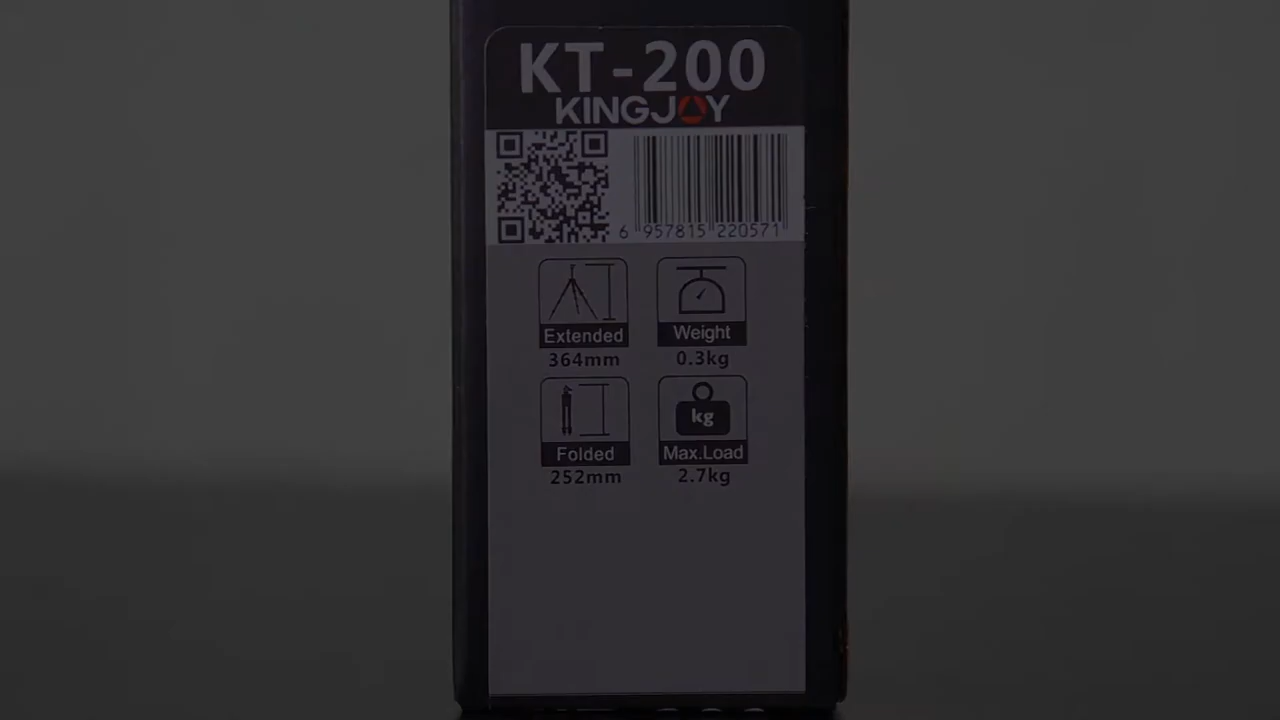 KT-200
KINGJOY
6 957815 220571
Extended
364mm
Weight
0.3kg
Folded
252mm
kg
Max.Load
2.7kg